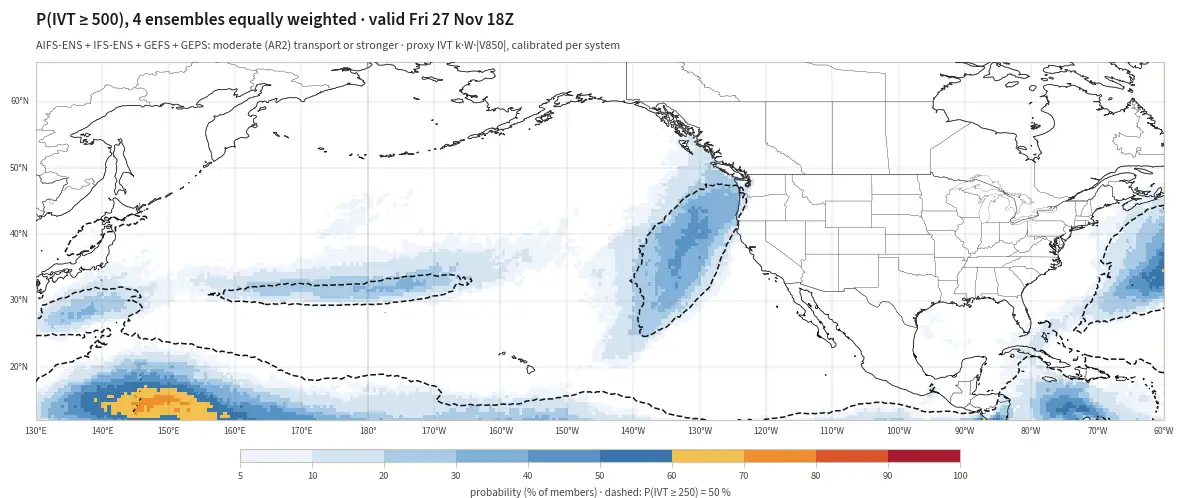 P(IVT ≥ 500), 4 ensembles equally weighted · valid Fri 27 Nov 18Z
AIFS-ENS + IFS-ENS + GEFS + GEPS: moderate (AR2) transport or stronger · proxy IVT k·W·|V850|, calibrated per system
60°N
50°N
40°N
30°N
20°N
130°E 140°E 150°E 160°E 170°E 180° 170°W 160°W 150°W 140°W 130°W 120°W 110°W 100°W 90°W 80°W 70°W 60°W
5 10 20 30 40 50 60 70 80 90 100
probability (% of members) · dashed: P(IVT ≥ 250) = 50 %